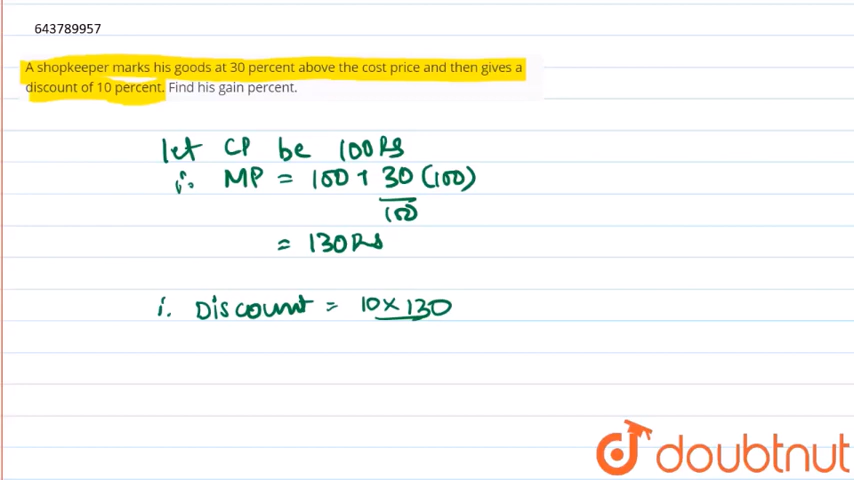 643789957
A shopkeeper marks his goods at 30 percent above the cost price and then gives a
discount of 10 percent. Find his gain percent.
let CP be 100Rs
∴ MP = 100 + 30 (100)
100
= 130Rs
∴ Discount = 10 × 130
doubtnut